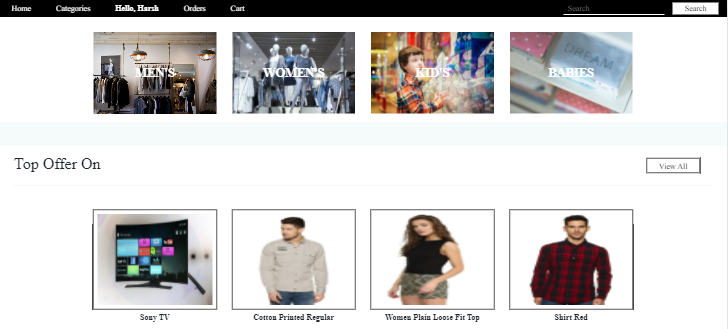 Home Categories Hello, Harsh Orders Cart Search Search
MEN'S WOMEN'S KID'S BABIES
DREAM
Top Offer On View All
Sony TV Cotton Printed Regular Women Plain Loose Fit Top Shirt Red